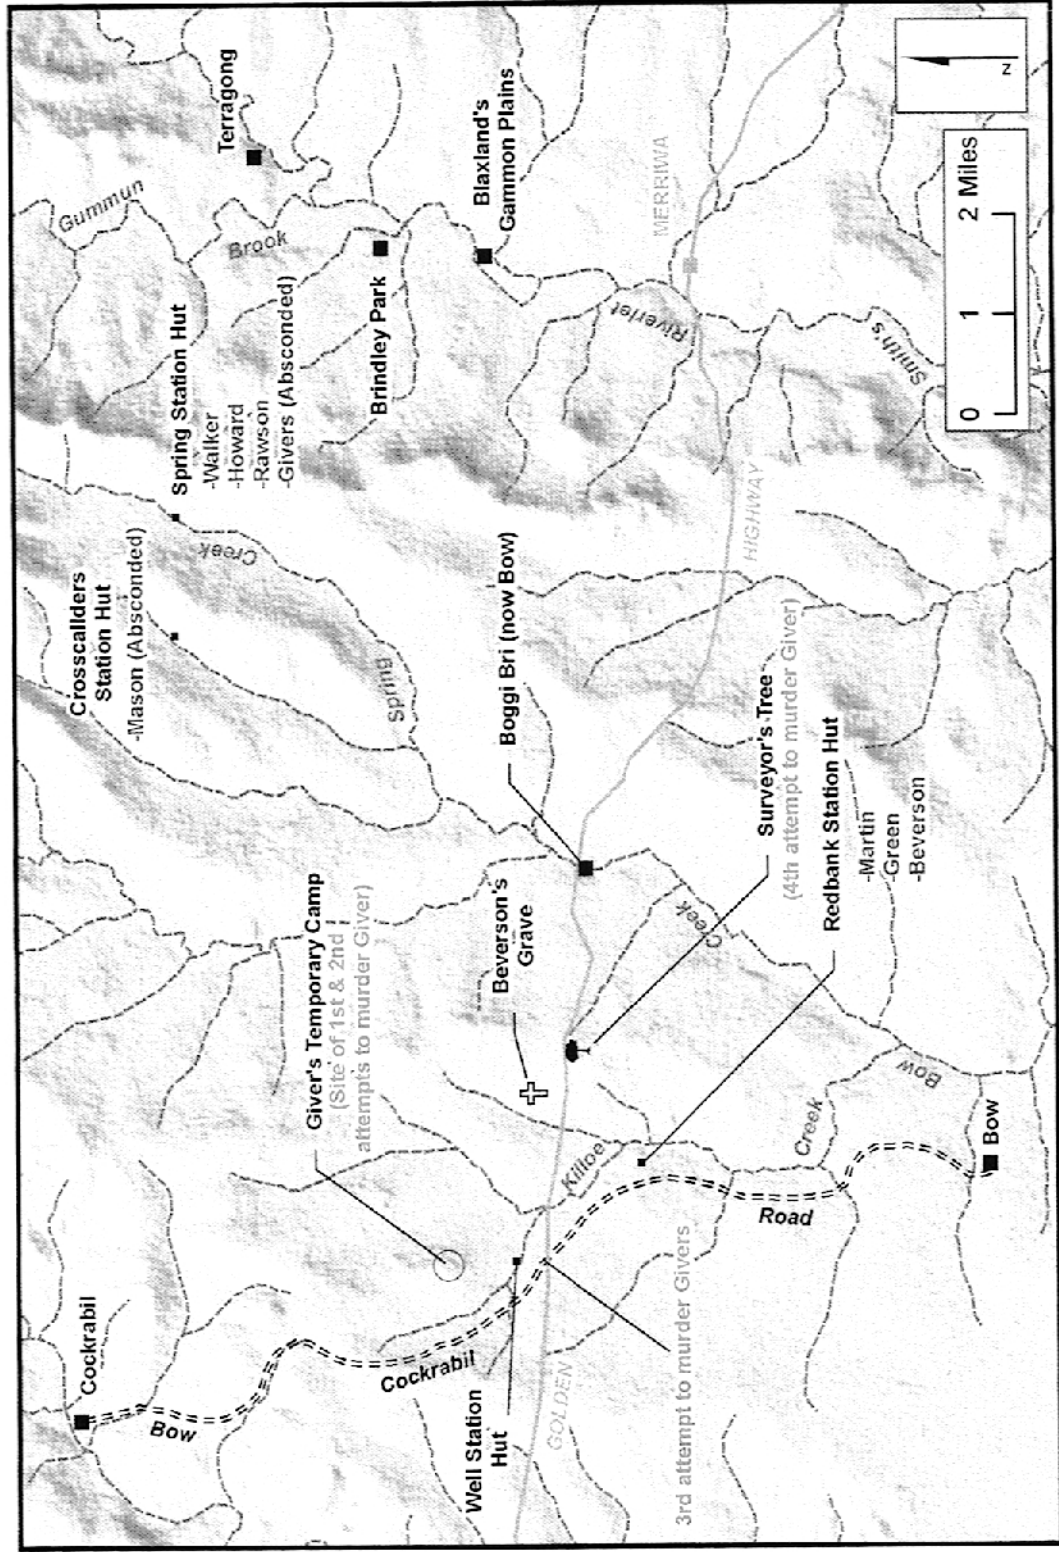 Cockrabil
Bow
Cockrabil
Road
Well Station
Hut
GOLDEN
3rd attempt to murder Givers
Giver's Temporary Camp
(Site of 1st & 2nd
attempts to murder Giver)
Killoe
Creek
Bow
Bow
Beverson's
Grave
Creek
Crosscallders
Station Hut
-Mason (Absconded)
Spring
Creek
Boggi Bri (now Bow)
Surveyor's Tree
(4th attempt to murder Giver)
Redbank Station Hut
-Martin
-Green
-Beverson
HIGHWAY
Spring Station Hut
-Walker
-Howard
-Rawson
-Givers (Absconded)
Gummun
Brook
Terragong
Brindley Park
Blaxland's
Gammon Plains
MERRIWA
Riverlet
Smith's
0 1 2 Miles
N